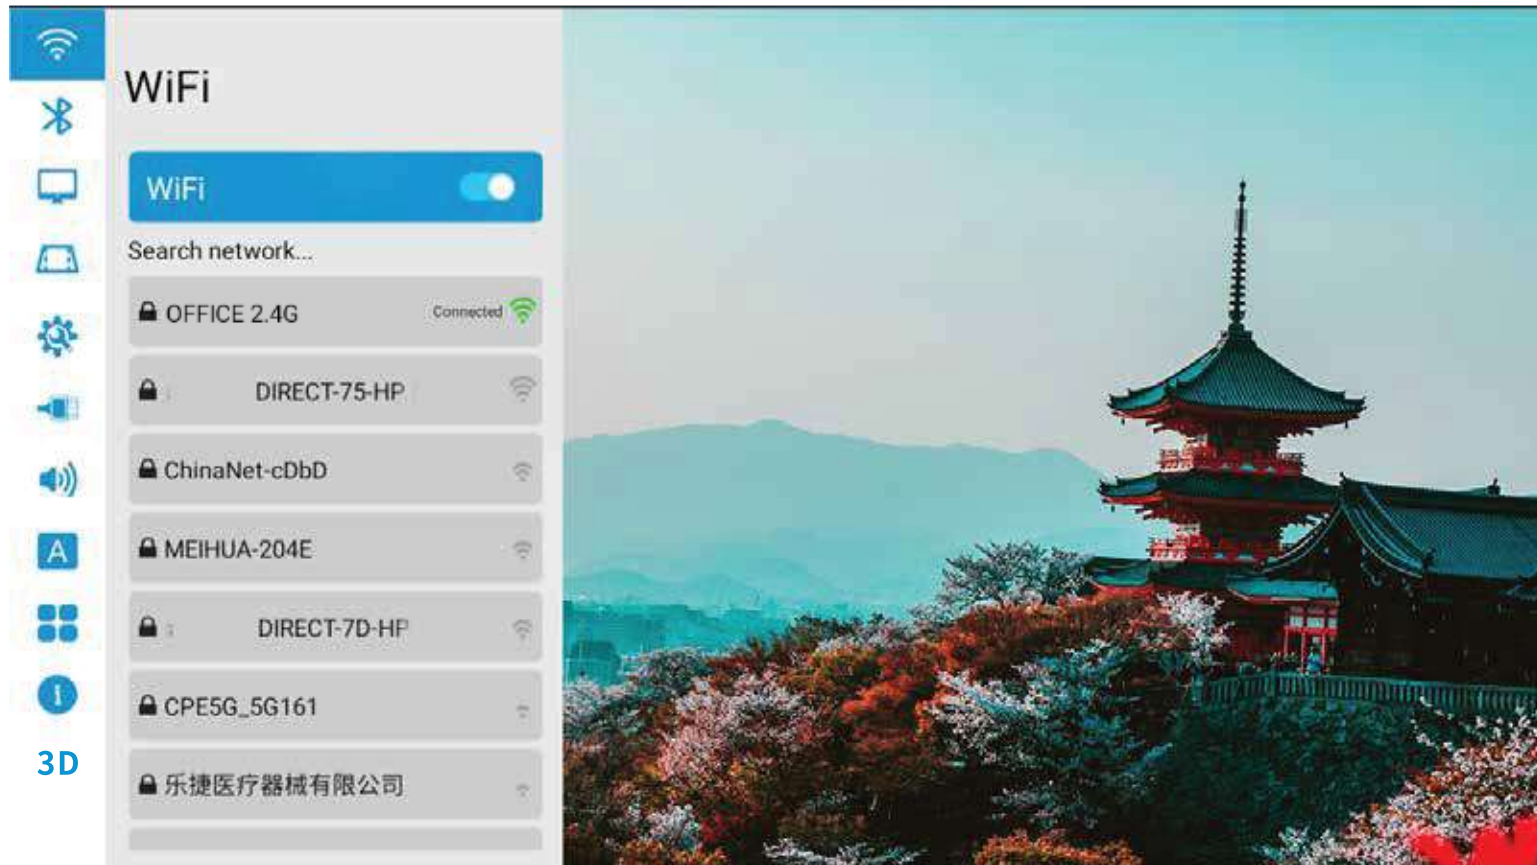 WiFi
WiFi
Search network...
OFFICE 2.4G Connected
DIRECT-75-HP
ChinaNet-cDbD
MEIHUA-204E
DIRECT-7D-HP
CPE5G_5G161
乐捷医疗器械有限公司
A
i
3D